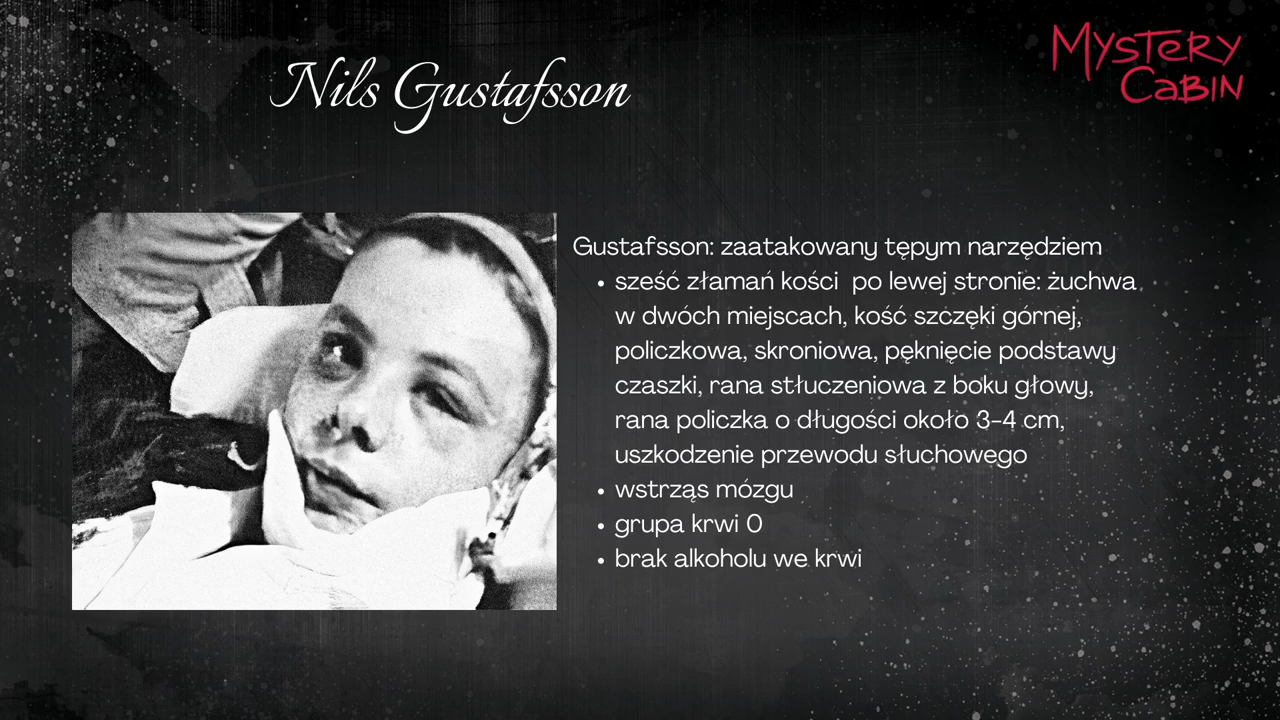 Nils Gustafsson
MYSTERY
CABIN
Gustafsson: zaatakowany tępym narzędziem
• sześć złamań kości  po lewej stronie: żuchwa
w dwóch miejscach, kość szczęki górnej,
policzkowa, skroniowa, pęknięcie podstawy
czaszki, rana stłuczeniowa z boku głowy,
rana policzka o długości około 3-4 cm,
uszkodzenie przewodu słuchowego
• wstrząs mózgu
• grupa krwi 0
• brak alkoholu we krwi